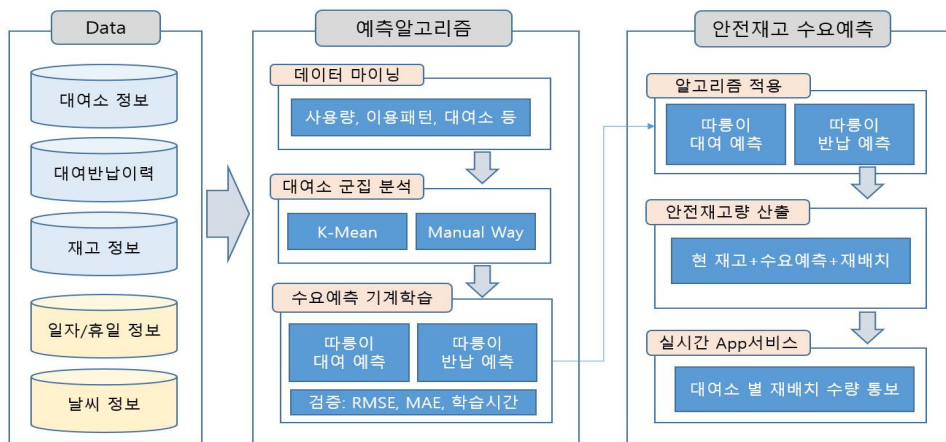 Data
대여소 정보
대여반납이력
재고 정보
일자/휴일 정보
날씨 정보
예측알고리즘
데이터 마이닝
사용량, 이용패턴, 대여소 등
대여소 군집 분석
K-Mean
Manual Way
수요예측 기계학습
따릉이
대여 예측
따릉이
반납 예측
검증: RMSE, MAE, 학습시간
안전재고 수요예측
알고리즘 적용
따릉이
대여 예측
따릉이
반납 예측
안전재고량 산출
현 재고+수요예측+재배치
실시간 App서비스
대여소 별 재배치 수량 통보